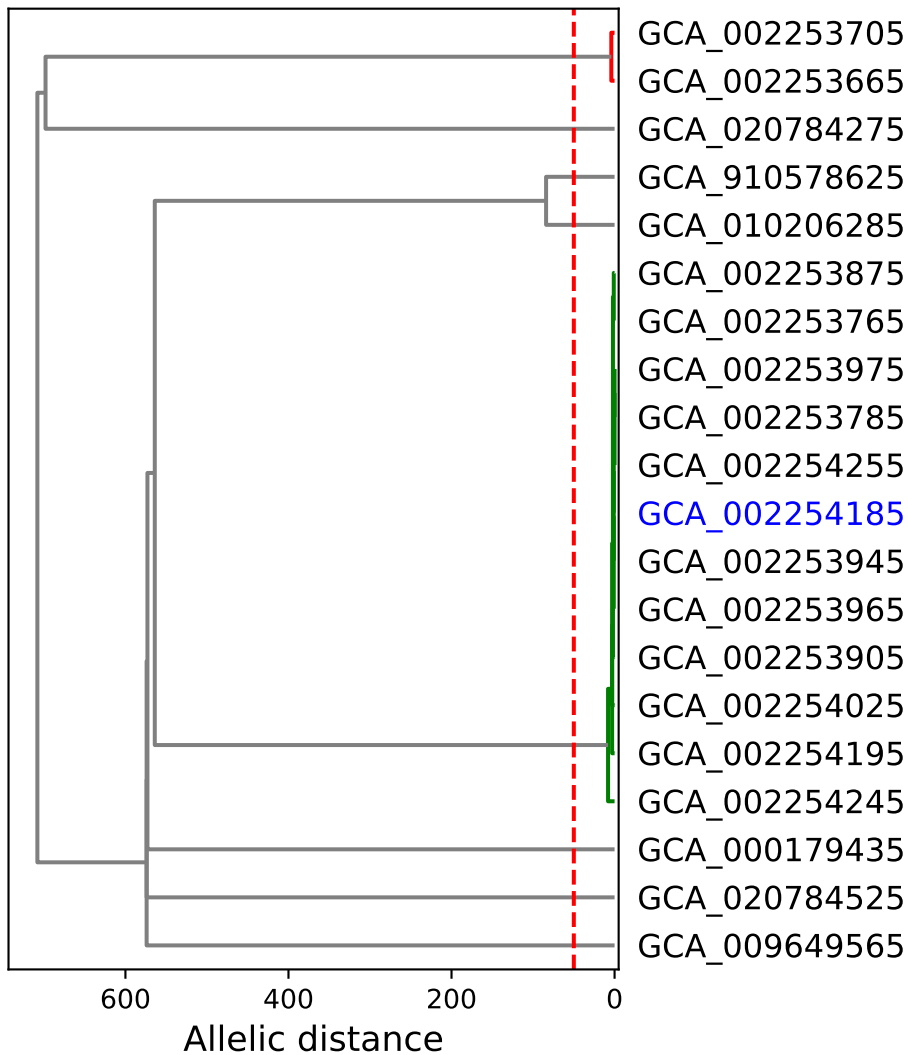 GCA_002253705
GCA_002253665
GCA_020784275
GCA_910578625
GCA_010206285
GCA_002253875
GCA_002253765
GCA_002253975
GCA_002253785
GCA_002254255
GCA_002254185
GCA_002253945
GCA_002253965
GCA_002253905
GCA_002254025
GCA_002254195
GCA_002254245
GCA_000179435
GCA_020784525
GCA_009649565
600 400 200 0
Allelic distance